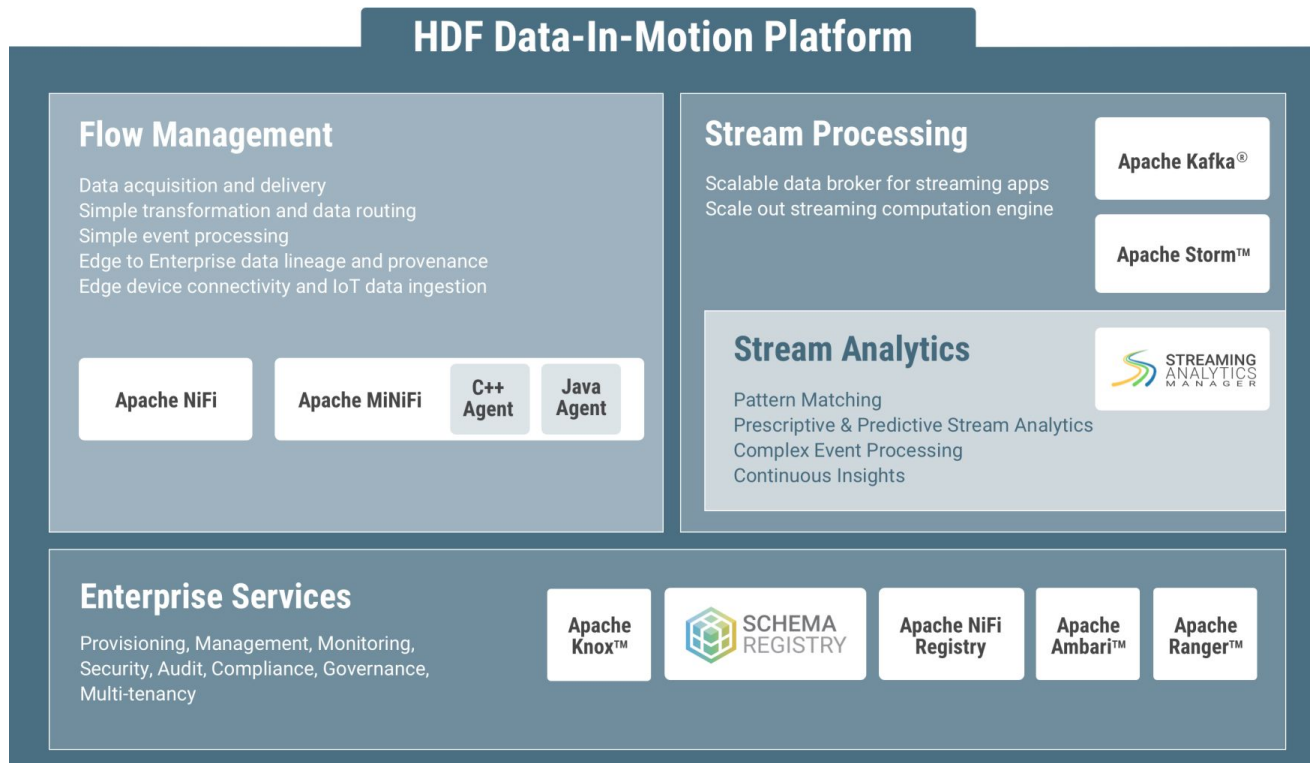 HDF Data-In-Motion Platform
Flow Management
Data acquisition and delivery
Simple transformation and data routing
Simple event processing
Edge to Enterprise data lineage and provenance
Edge device connectivity and IoT data ingestion
Apache NiFi
Apache MiNiFi
C++
Agent
Java
Agent
Stream Processing
Scalable data broker for streaming apps
Scale out streaming computation engine
Apache Kafka®
Apache Storm™
Stream Analytics
Pattern Matching
Prescriptive & Predictive Stream Analytics
Complex Event Processing
Continuous Insights
STREAMING
ANALYTICS
MANAGER
Enterprise Services
Provisioning, Management, Monitoring,
Security, Audit, Compliance, Governance,
Multi-tenancy
Apache
Knox™
SCHEMA
REGISTRY
Apache NiFi
Registry
Apache
Ambari™
Apache
Ranger™